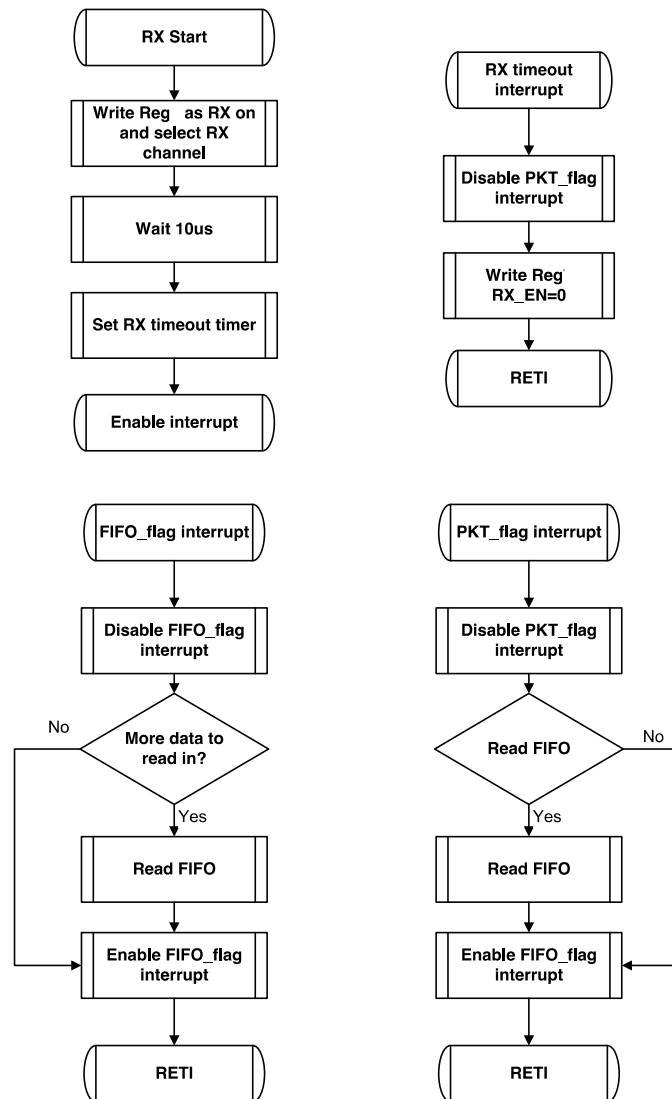 RX Start
Write Reg as RX on
and select RX
channel
Wait 10us
Set RX timeout timer
Enable interrupt
RX timeout
interrupt
Disable PKT_flag
interrupt
Write Reg
RX_EN=0
RETI
FIFO_flag interrupt
Disable FIFO_flag
interrupt
No
More data to
read in?
Yes
Read FIFO
Enable FIFO_flag
interrupt
RETI
PKT_flag interrupt
Disable PKT_flag
interrupt
Read FIFO
No
Yes
Read FIFO
Enable FIFO_flag
interrupt
RETI